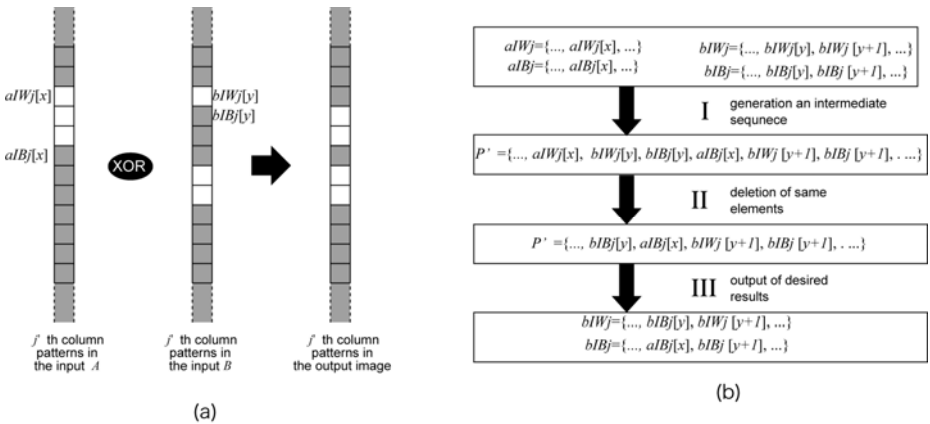 aIWj[x]
aIBj[x]
XOR
bIWj[y]
bIBj[y]
j' th column
patterns in
the input A
j' th column
patterns in
the input B
j' th column
patterns in
the output image
(a)
aIWj={..., aIWj[x], ...}
aIBj={..., aIBj[x], ...}
bIWj={..., bIWj[y], bIWj [y+1], ...}
bIBj={..., bIBj[y], bIBj [y+1], ...}
I
generation an intermediate
sequnece
P' ={..., aIWj[x], bIWj[y], bIBj[y], aIBj[x], bIWj [y+1], bIBj [y+1], . ...}
II
deletion of same
elements
P' ={..., bIBj[y], aIBj[x], bIWj [y+1], bIBj [y+1], . ...}
III
output of desired
results
bIWj={..., bIBj[y], bIWj [y+1], ...}
bIBj={..., aIBj[x], bIBj [y+1], ...}
(b)